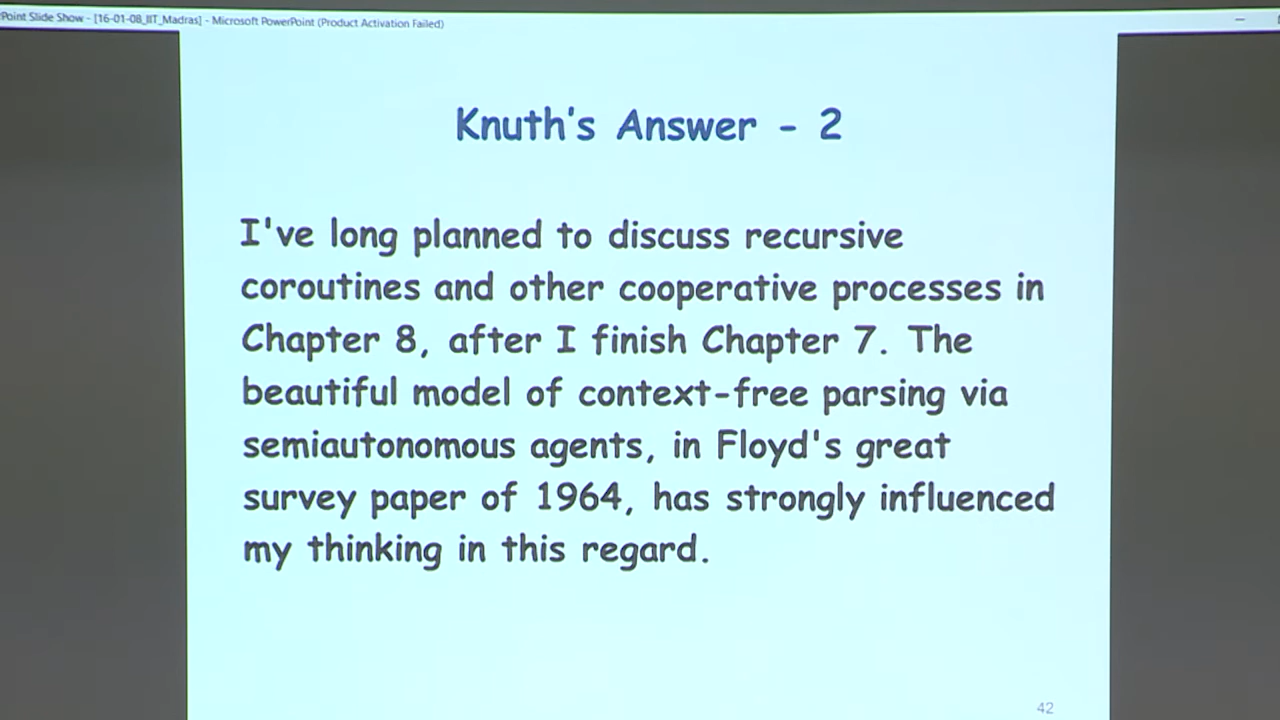 Point Slide Show - [16-01-08_IIT_Madras] - Microsoft PowerPoint (Product Activation Failed)
Knuth's Answer - 2
I've long planned to discuss recursive
coroutines and other cooperative processes in
Chapter 8, after I finish Chapter 7. The
beautiful model of context-free parsing via
semiautonomous agents, in Floyd's great
survey paper of 1964, has strongly influenced
my thinking in this regard.
42